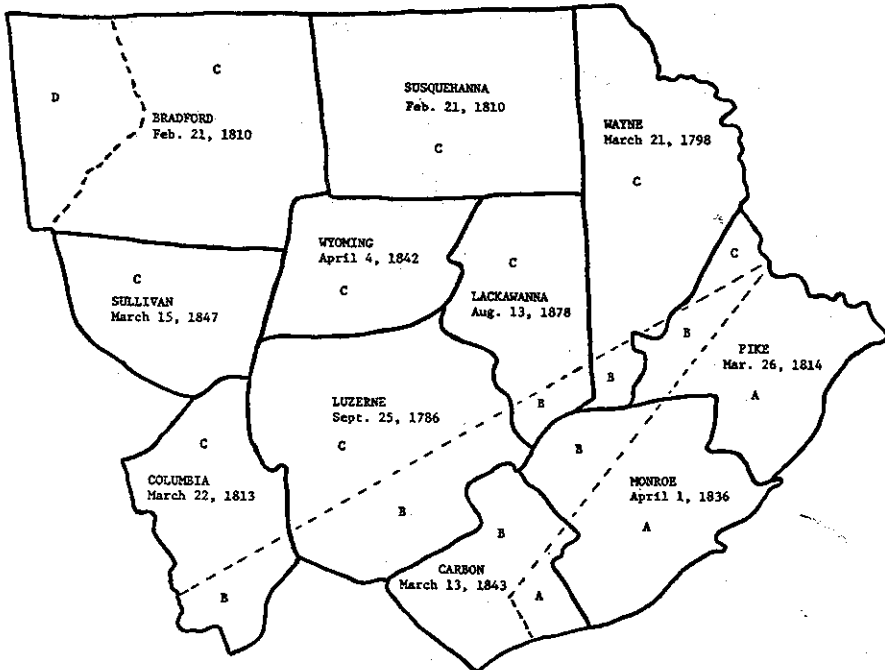 D
C
BRADFORD
Feb. 21, 1810
SUSQUEHANNA
Feb. 21, 1810
C
WAYNE
March 21, 1798
C
C
SULLIVAN
March 15, 1847
WYOMING
April 4, 1842
C
C
LACKAWANNA
Aug. 13, 1878
B
B
C
B
PIKE
Mar. 26, 1814
A
LUZERNE
Sept. 25, 1786
C
B
C
COLUMBIA
March 22, 1813
B
B
MONROE
April 1, 1836
A
B
CARBON
March 13, 1843
A